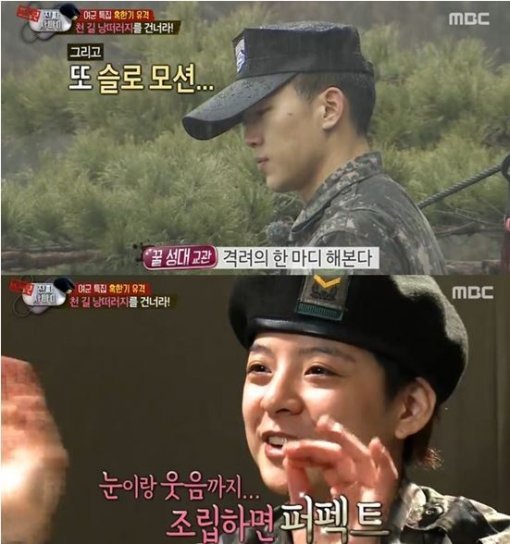 여군 특집 혹한기 유격
천 길 낭떠러지를 건너라!
MBC
그리고
또 슬로 모션...
꿀 성대 교관
격려의 한 마디 해본다
여군 특집 혹한기 유격
천 길 낭떠러지를 건너라!
MBC
눈이랑 웃음까지...
조립하면 퍼펙트